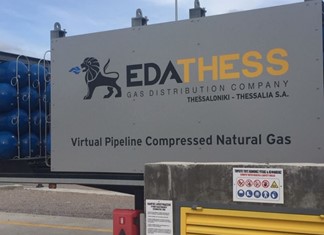 EDATHESS
GAS DISTRIBUTION COMPANY
THESSALONIKI - THESSALIA S.A.
Virtual Pipeline Compressed Natural Gas